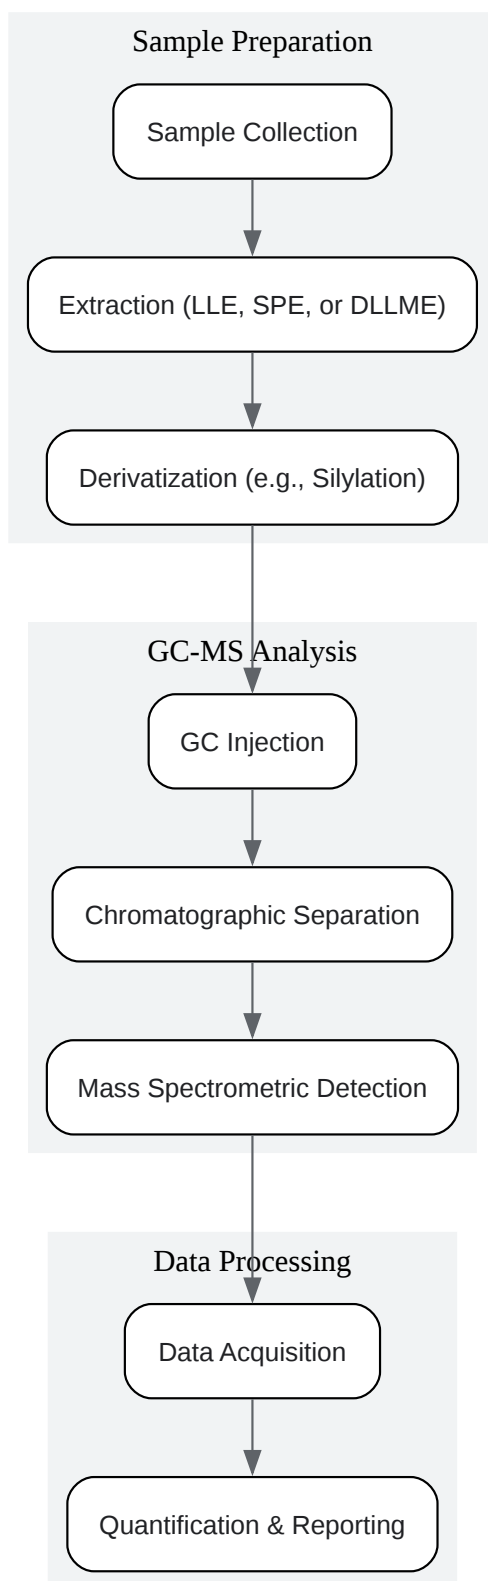 Sample Preparation
Sample Collection
Extraction (LLE, SPE, or DLLME)
Derivatization (e.g., Silylation)
GC-MS Analysis
GC Injection
Chromatographic Separation
Mass Spectrometric Detection
Data Processing
Data Acquisition
Quantification & Reporting